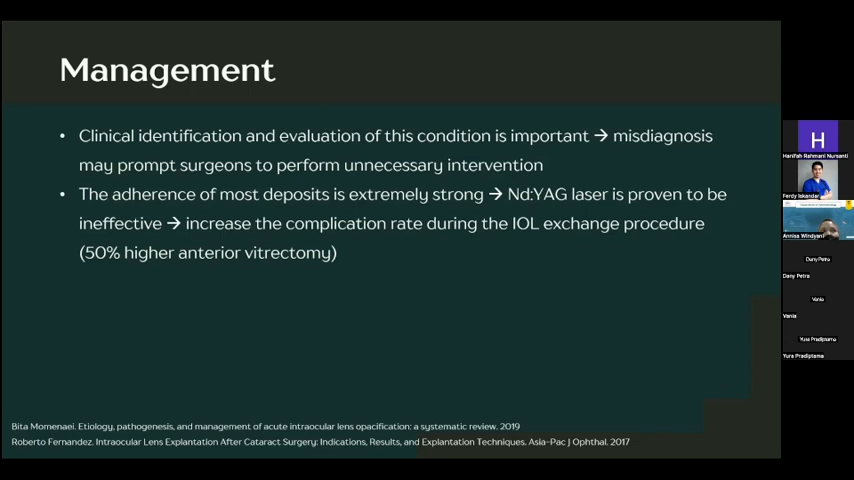 Management
• Clinical identification and evaluation of this condition is important → misdiagnosis
may prompt surgeons to perform unnecessary intervention
• The adherence of most deposits is extremely strong → Nd:YAG laser is proven to be
ineffective → increase the complication rate during the IOL exchange procedure
(50% higher anterior vitrectomy)
Bita Momenaei. Etiology, pathogenesis, and management of acute intraocular lens opacification: a systematic review. 2019
Roberto Fernandez. Intraocular Lens Explantation After Cataract Surgery: Indications, Results, and Explantation Techniques. Asia-Pac J Ophthal. 2017
H
Hanifah Rahmani Nursanti
Ferdy Iskandar
Annisa Windyani
Dany Petra
Dany Petra
Vania
Vania
Yura Pradiptama
Yura Pradiptama